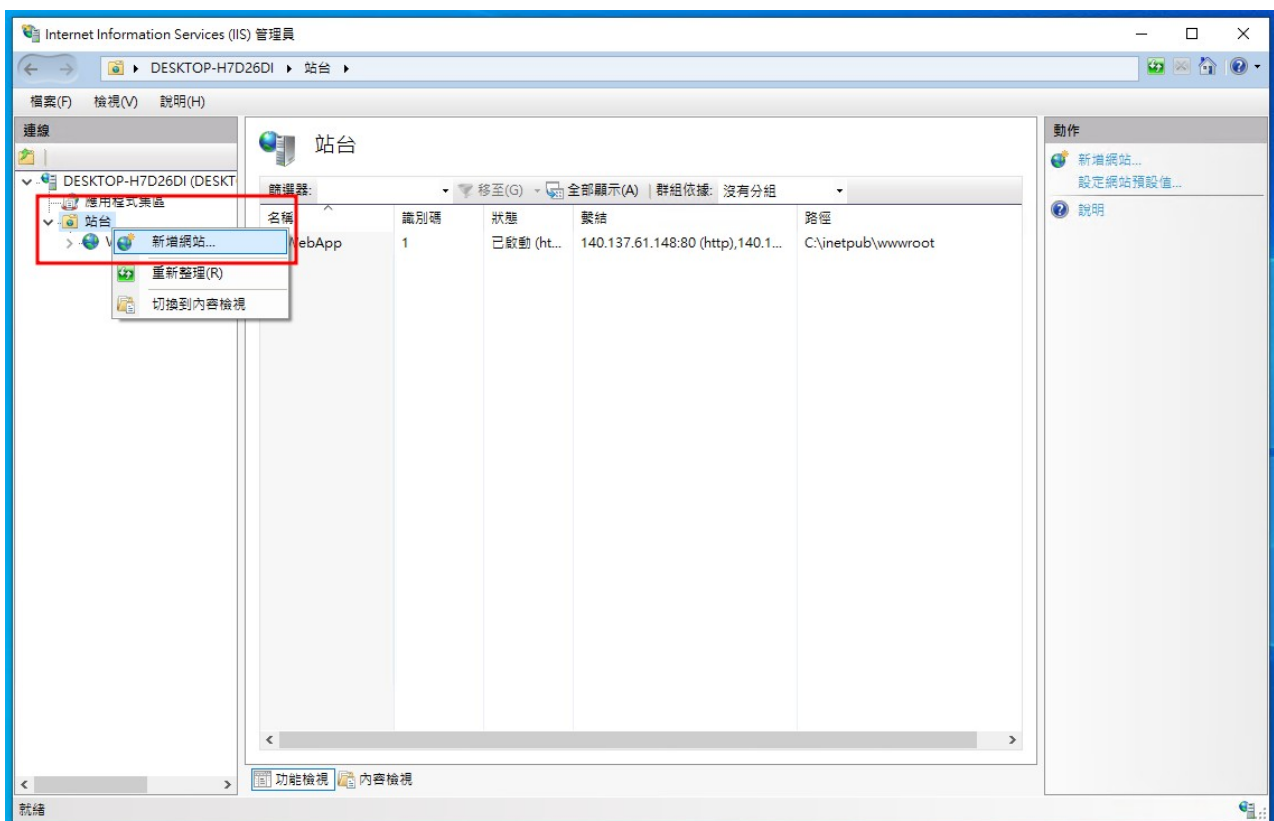 Internet Information Services (IIS) 管理員
DESKTOP-H7D26DI 站台
檔案(F) 檢視(V) 說明(H)
連線
DESKTOP-H7D26DI (DESKT
應用程式集區
站台
新增網站...
重新整理(R)
切換到內容檢視
站台
篩選器: 移至(G) 全部顯示(A) 群組依據: 沒有分組
名稱 識別碼 狀態 繫結 路徑
WebApp 1 已啟動 (ht... 140.137.61.148:80 (http),140.1... C:\inetpub\wwwroot
功能檢視 內容檢視
動作
新增網站...
設定網站預設值...
說明
就緒